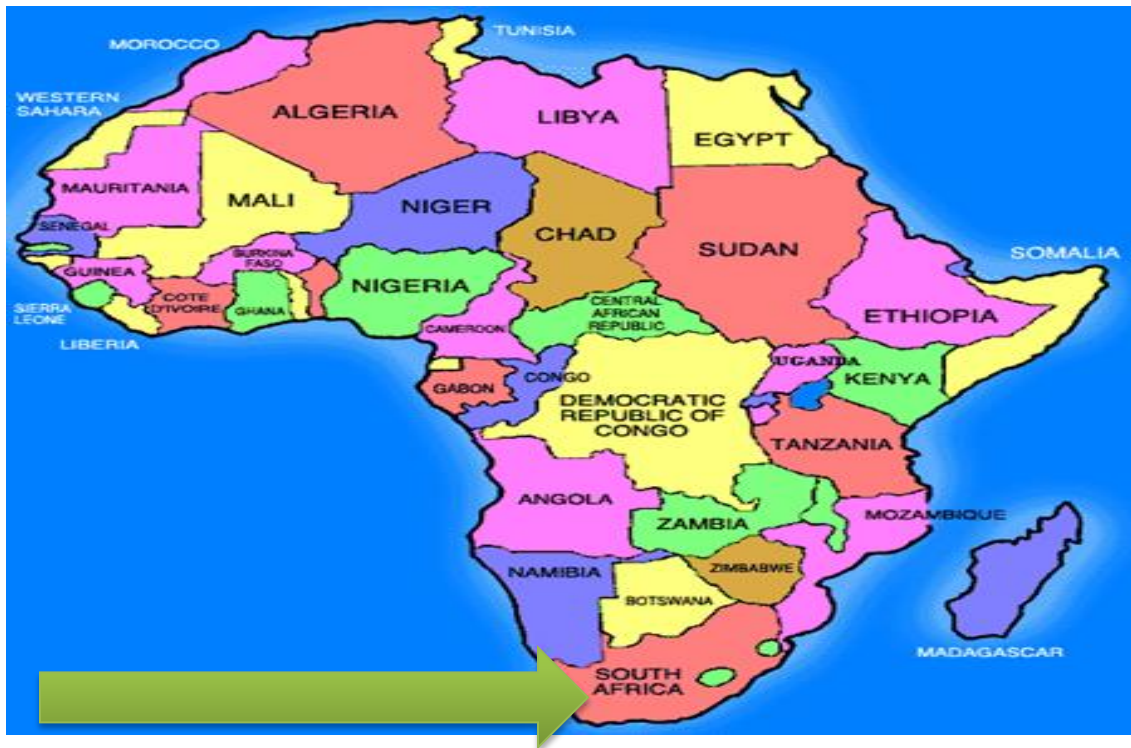 TUNISIA
MOROCCO
WESTERN
SAHARA
ALGERIA
LIBYA
EGYPT
MAURITANIA
MALI
NIGER
CHAD
SUDAN
SENEGAL
BURKINA
FASO
GUINEA
NIGERIA
SOMALIA
SIERRA
LEONE
COTE
D'IVOIRE
GHANA
CENTRAL
AFRICAN
REPUBLIC
ETHIOPIA
LIBERIA
CAMEROON
UGANDA
KENYA
GABON
CONGO
DEMOCRATIC
REPUBLIC OF
CONGO
TANZANIA
ANGOLA
ZAMBIA
MOZAMBIQUE
NAMIBIA
ZIMBABWE
BOTSWANA
MADAGASCAR
SOUTH
AFRICA